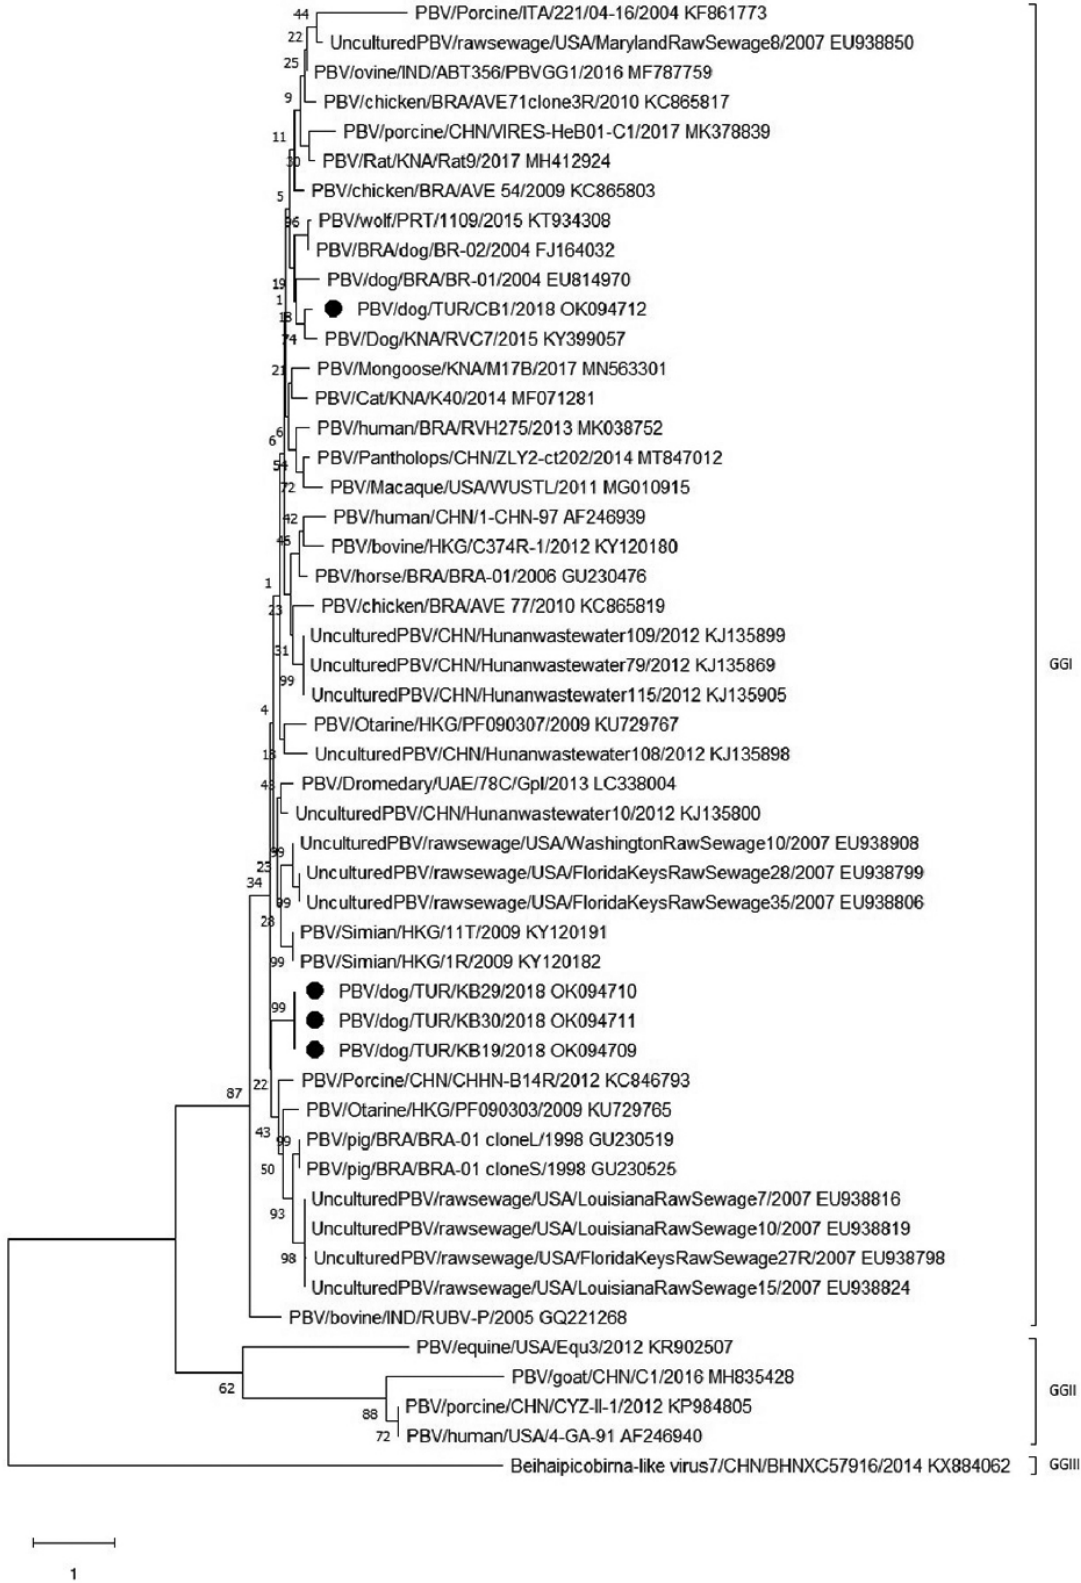 44
PBV/Porcine/ITA/221/04-16/2004 KF861773
22
UnculturedPBV/rawsewage/USA/MarylandRawSewage8/2007 EU938850
25
PBV/ovine/IND/ABT356/PBVGG1/2016 MF787759
9
PBV/chicken/BRA/AVE71clone3R/2010 KC865817
11
PBV/porcine/CHN/VIRES-HeB01-C1/2017 MK378839
30
PBV/Rat/KNA/Rat9/2017 MH412924
5
PBV/chicken/BRA/AVE 54/2009 KC865803
96
PBV/wolf/PRT/1109/2015 KT934308
PBV/BRA/dog/BR-02/2004 FJ164032
19
PBV/dog/BRA/BR-01/2004 EU814970
1
18
PBV/dog/TUR/CB1/2018 OK094712
74
PBV/Dog/KNA/RVC7/2015 KY399057
21
PBV/Mongoose/KNA/M17B/2017 MN563301
PBV/Cat/KNA/K40/2014 MF071281
6
6
PBV/human/BRA/RVH275/2013 MK038752
54
PBV/Pantholops/CHN/ZLY2-ct202/2014 MT847012
72
PBV/Macaque/USA/WUSTL/2011 MG010915
42
PBV/human/CHN/1-CHN-97 AF246939
45
PBV/bovine/HKG/C374R-1/2012 KY120180
1
PBV/horse/BRA/BRA-01/2006 GU230476
23
PBV/chicken/BRA/AVE 77/2010 KC865819
UnculturedPBV/CHN/Hunanwastewater109/2012 KJ135899
31
UnculturedPBV/CHN/Hunanwastewater79/2012 KJ135869
GGI
99
UnculturedPBV/CHN/Hunanwastewater115/2012 KJ135905
4
PBV/Otarine/HKG/PF090307/2009 KU729767
13
UnculturedPBV/CHN/Hunanwastewater108/2012 KJ135898
43
PBV/Dromedary/UAE/78C/Gpl/2013 LC338004
UnculturedPBV/CHN/Hunanwastewater10/2012 KJ135800
99
UnculturedPBV/rawsewage/USA/WashingtonRawSewage10/2007 EU938908
23
34
UnculturedPBV/rawsewage/USA/FloridaKeysRawSewage28/2007 EU938799
99
UnculturedPBV/rawsewage/USA/FloridaKeysRawSewage35/2007 EU938806
28
PBV/Simian/HKG/11T/2009 KY120191
99
PBV/Simian/HKG/1R/2009 KY120182
PBV/dog/TUR/KB29/2018 OK094710
99
PBV/dog/TUR/KB30/2018 OK094711
PBV/dog/TUR/KB19/2018 OK094709
87
22
PBV/Porcine/CHN/CHHN-B14R/2012 KC846793
PBV/Otarine/HKG/PF090303/2009 KU729765
43
99
PBV/pig/BRA/BRA-01 cloneL/1998 GU230519
50
PBV/pig/BRA/BRA-01 cloneS/1998 GU230525
UnculturedPBV/rawsewage/USA/LouisianaRawSewage7/2007 EU938816
93
UnculturedPBV/rawsewage/USA/LouisianaRawSewage10/2007 EU938819
98
UnculturedPBV/rawsewage/USA/FloridaKeysRawSewage27R/2007 EU938798
UnculturedPBV/rawsewage/USA/LouisianaRawSewage15/2007 EU938824
PBV/bovine/IND/RUBV-P/2005 GQ221268
PBV/equine/USA/Equ3/2012 KR902507
62
PBV/goat/CHN/C1/2016 MH835428
GGII
88
PBV/porcine/CHN/CYZ-II-1/2012 KP984805
72
PBV/human/USA/4-GA-91 AF246940
Beihaipicobirna-like virus7/CHN/BHNXC57916/2014 KX884062
GGIII
1